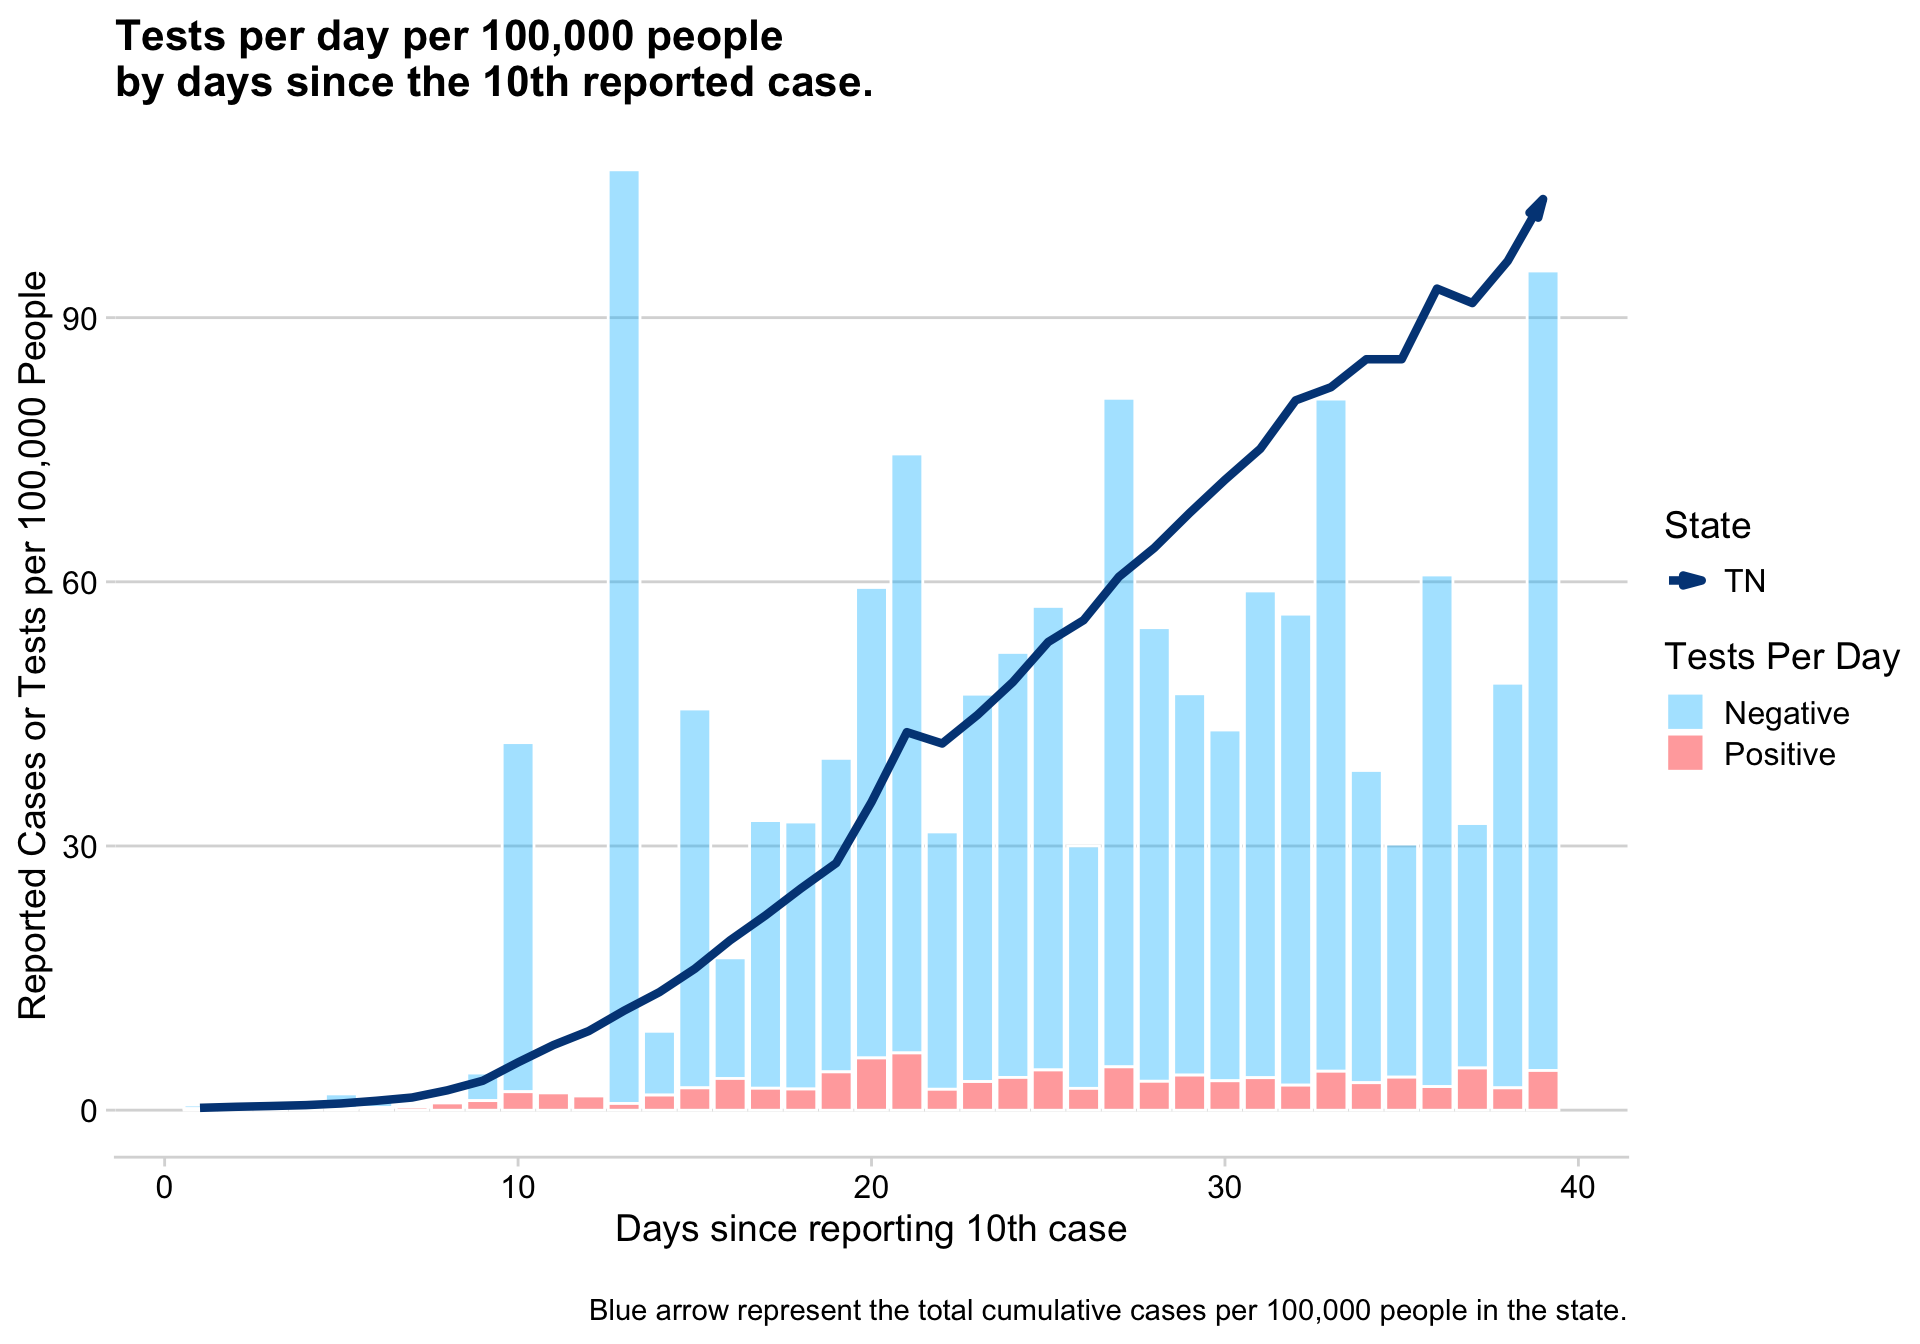 Tests per day per 100,000 people
by days since the 10th reported case.
Reported Cases or Tests per 100,000 People
90
60
30
0
0 10 20 30 40
Days since reporting 10th case
State
TN
Tests Per Day
Negative
Positive
Blue arrow represent the total cumulative cases per 100,000 people in the state.